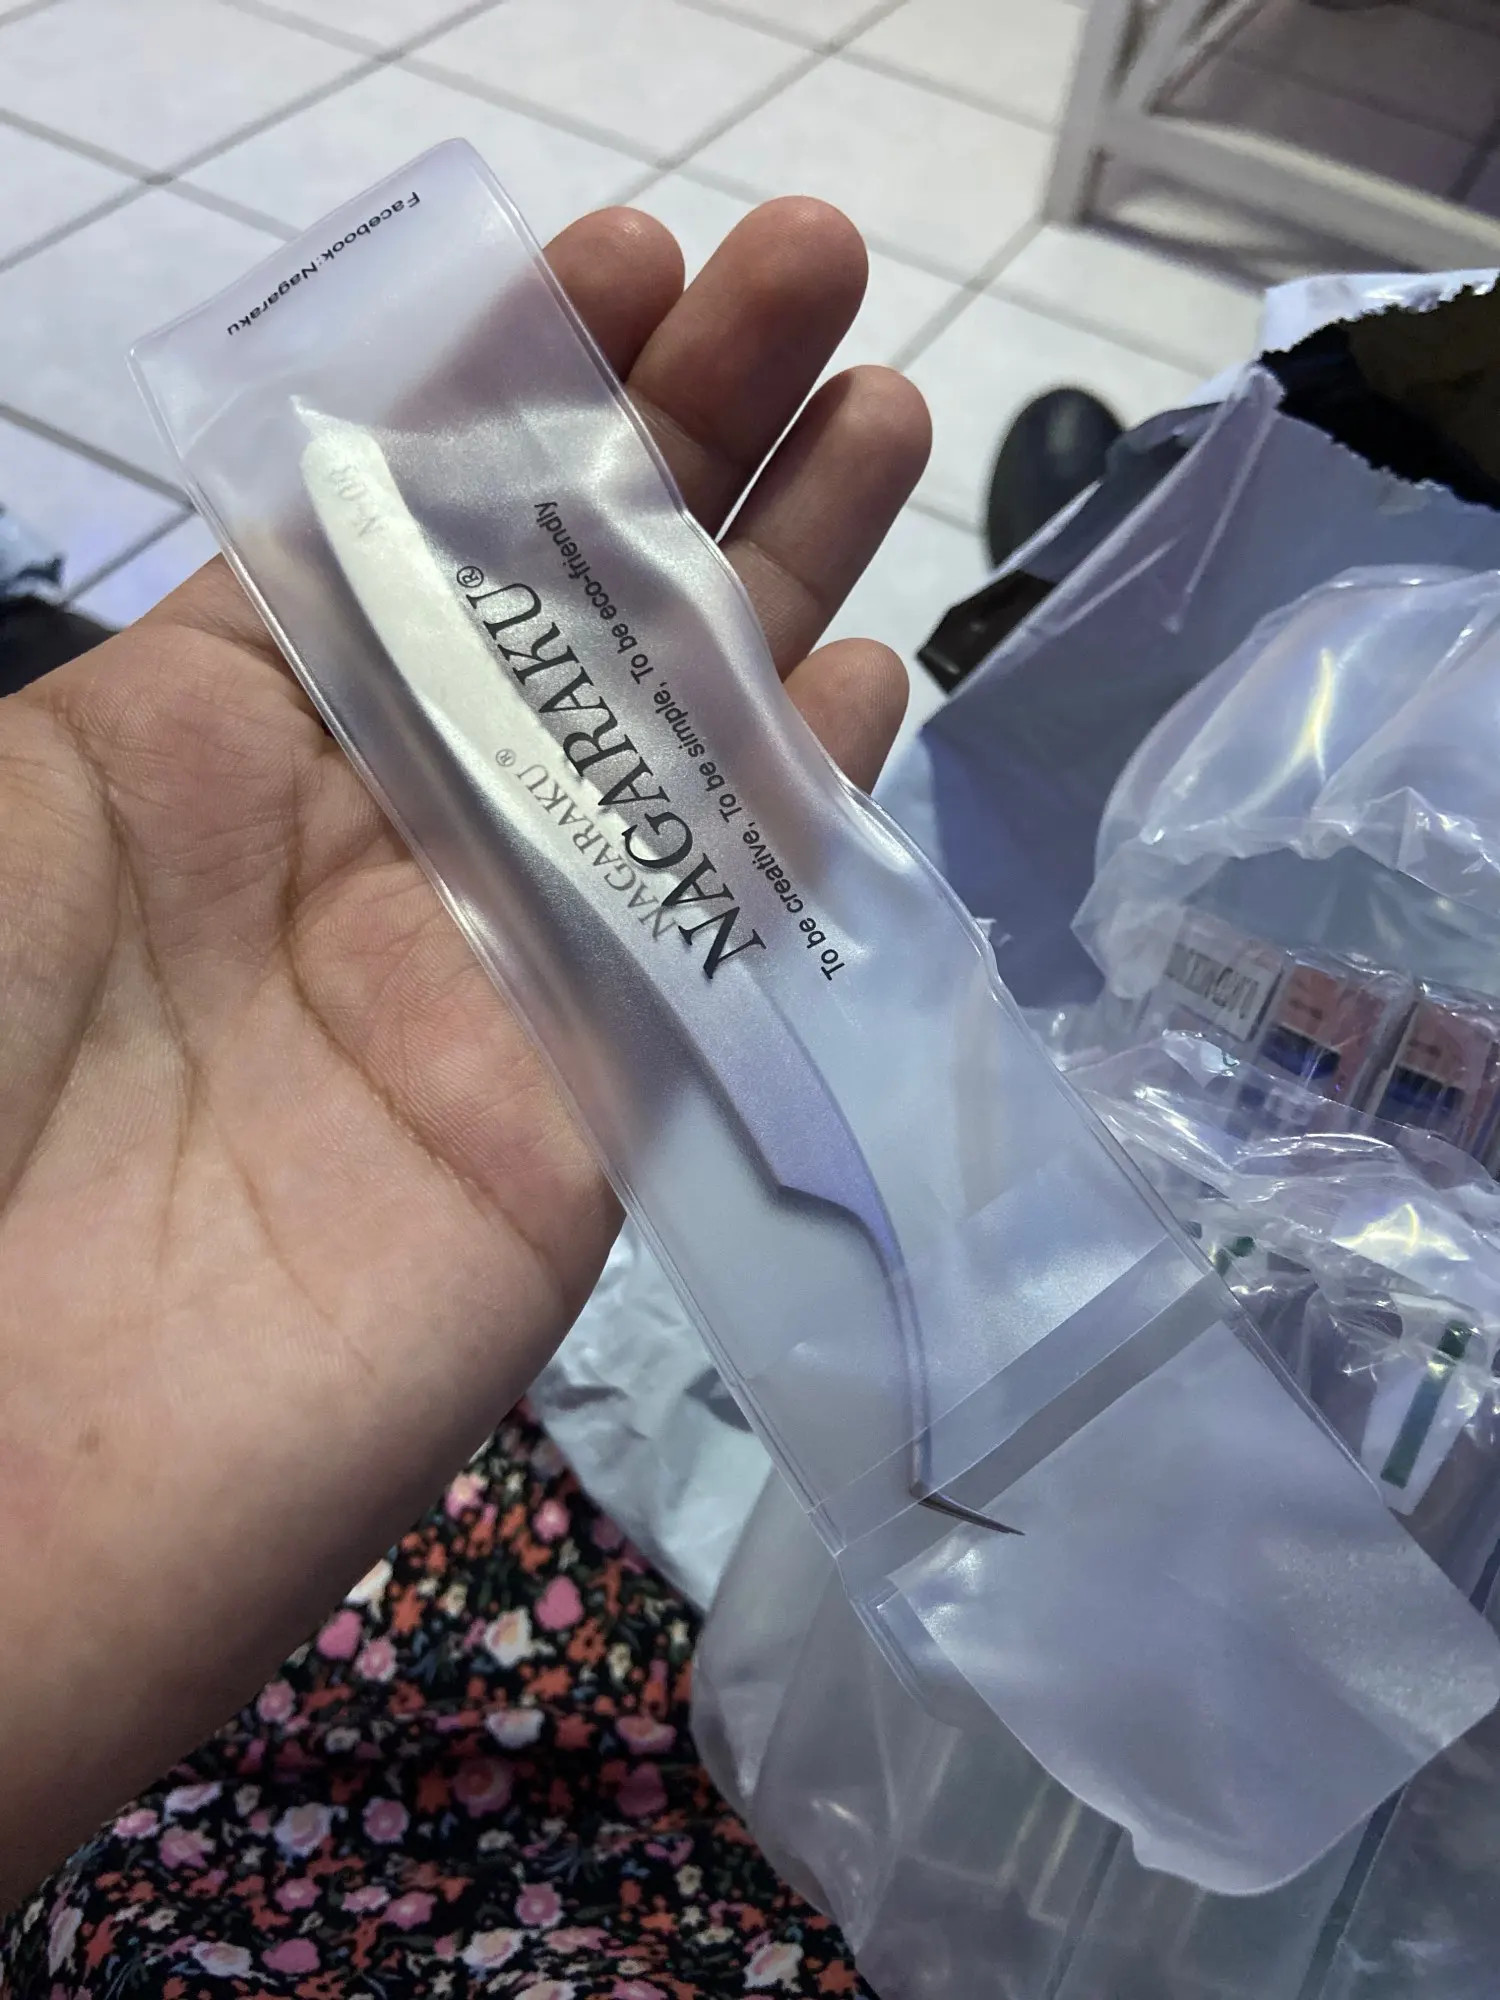 Facebook:Nagaraku
NAGARAKU®
To be creative, To be simple, To be eco-friendly
NAGARAKU®